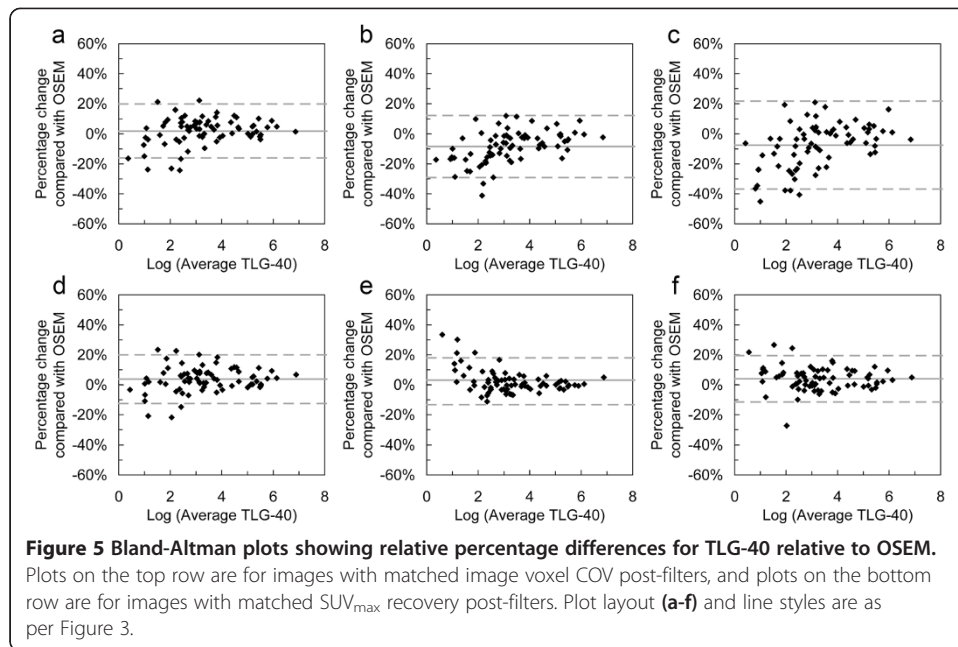 a
b
c
60%
40%
20%
0%
-20%
-40%
-60%
Percentage change
compared with OSEM
0 2 4 6 8
Log (Average TLG-40)
60%
40%
20%
0%
-20%
-40%
-60%
Percentage change
compared with OSEM
0 2 4 6 8
Log (Average TLG-40)
60%
40%
20%
0%
-20%
-40%
-60%
Percentage change
compared with OSEM
0 2 4 6 8
Log (Average TLG-40)
d
e
f
60%
40%
20%
0%
-20%
-40%
-60%
Percentage change
compared with OSEM
0 2 4 6 8
Log (Average TLG-40)
60%
40%
20%
0%
-20%
-40%
-60%
Percentage change
compared with OSEM
0 2 4 6 8
Log (Average TLG-40)
60%
40%
20%
0%
-20%
-40%
-60%
Percentage change
compared with OSEM
0 2 4 6 8
Log (Average TLG-40)
Figure 5 Bland-Altman plots showing relative percentage differences for TLG-40 relative to OSEM.
Plots on the top row are for images with matched image voxel COV post-filters, and plots on the bottom
row are for images with matched SUVmax recovery post-filters. Plot layout (a-f) and line styles are as
per Figure 3.